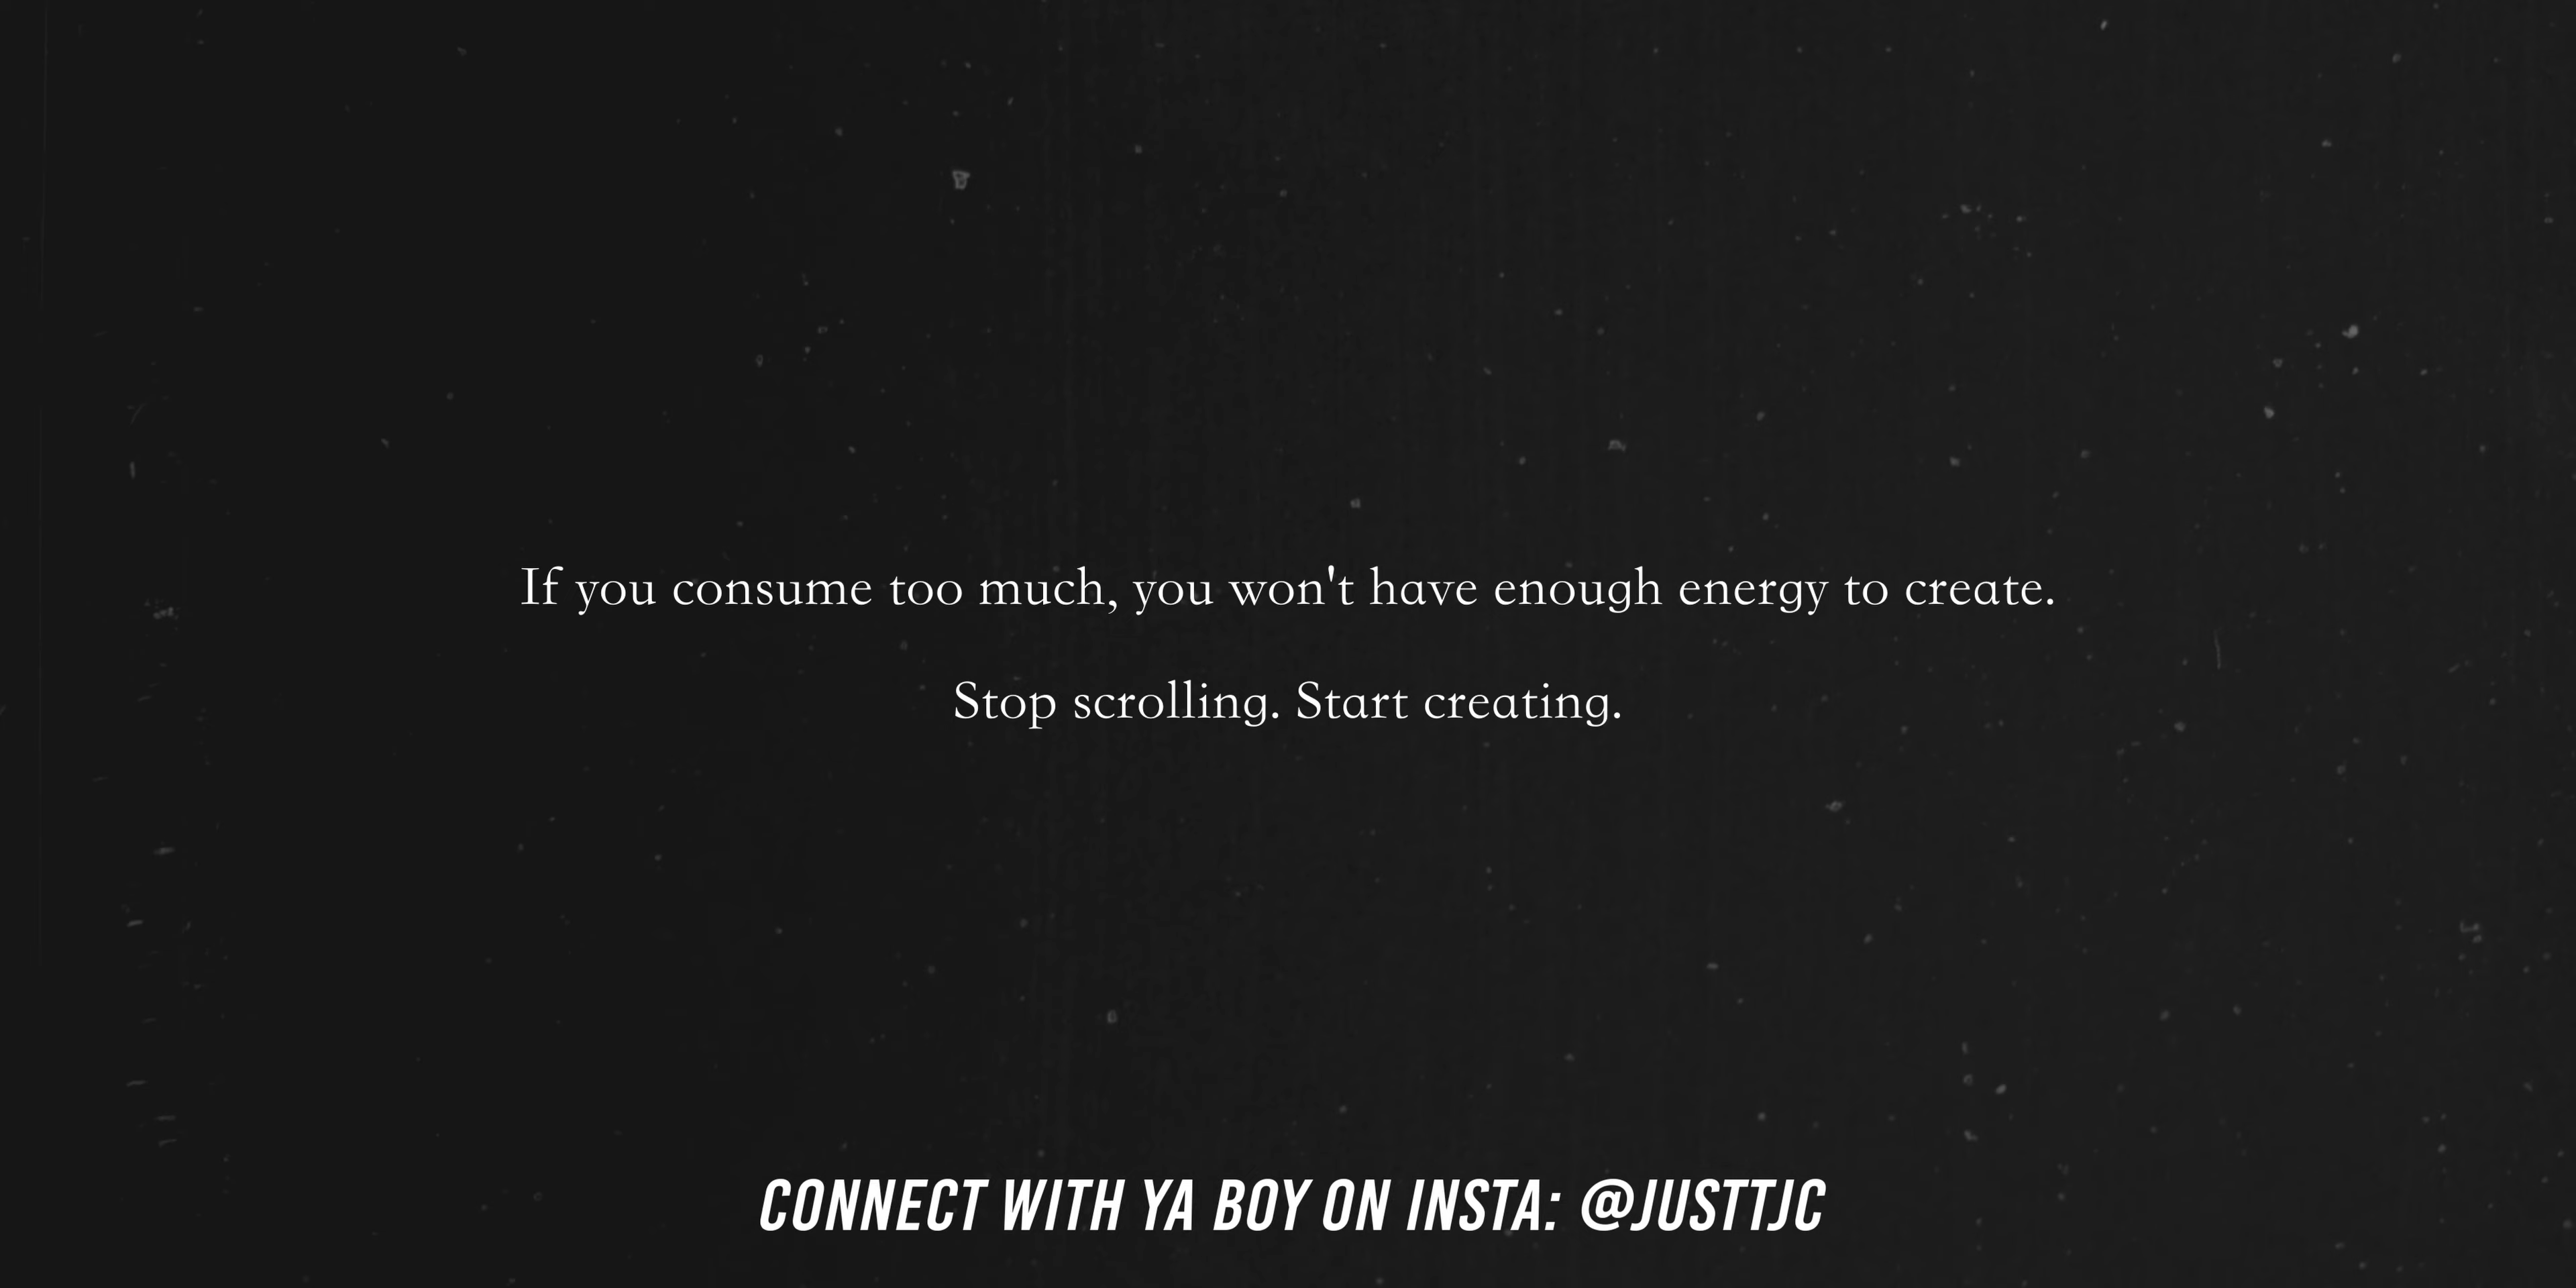 If you consume too much, you won't have enough energy to create.
Stop scrolling. Start creating.
CONNECT WITH YA BOY ON INSTA: @JUSTTJC